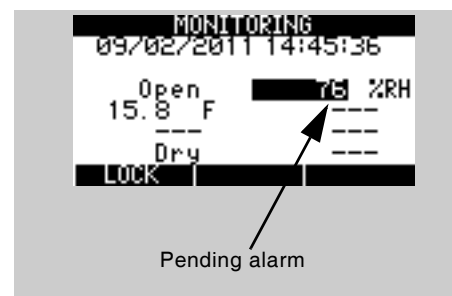 MONITORING
09/02/2011 14:45:36
Open 76 %RH
15.8 F ---
--- ---
Dry ---
LOCK
Pending alarm